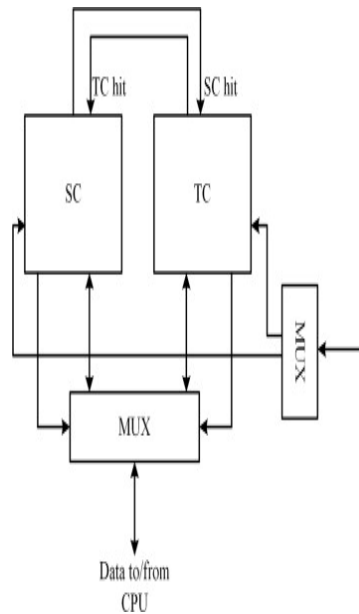 TC hit
SC hit
SC
TC
MUX
MUX
Data to/from
CPU